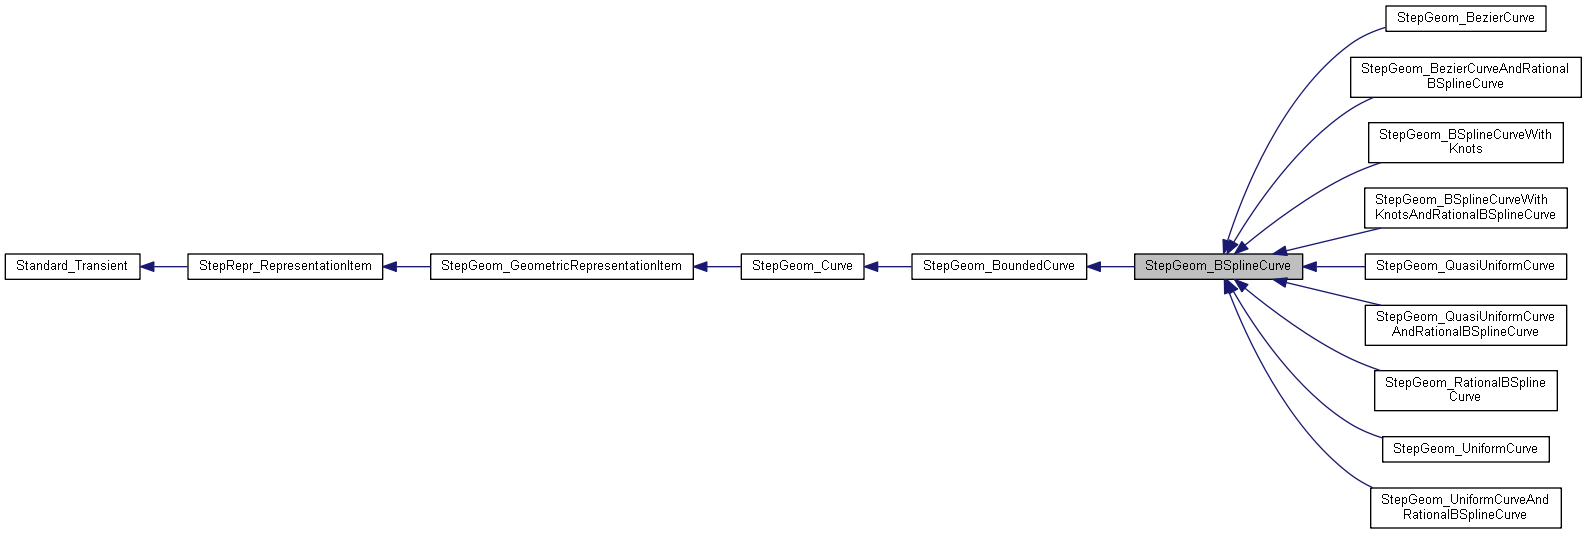 StepGeom_BezierCurve
StepGeom_BezierCurveAndRational
BSplineCurve
StepGeom_BSplineCurveWith
Knots
StepGeom_BSplineCurveWith
KnotsAndRationalBSplineCurve
Standard_Transient
StepRepr_RepresentationItem
StepGeom_GeometricRepresentationItem
StepGeom_Curve
StepGeom_BoundedCurve
StepGeom_BSplineCurve
StepGeom_QuasiUniformCurve
StepGeom_QuasiUniformCurve
AndRationalBSplineCurve
StepGeom_RationalBSpline
Curve
StepGeom_UniformCurve
StepGeom_UniformCurveAnd
RationalBSplineCurve